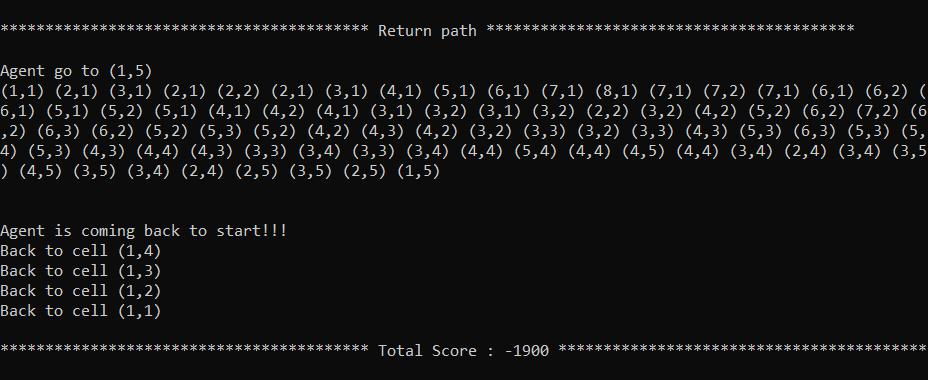 ***************************************** Return path *****************************************
Agent go to (1,5)
(1,1) (2,1) (3,1) (2,1) (2,2) (2,1) (3,1) (4,1) (5,1) (6,1) (7,1) (8,1) (7,1) (7,2) (7,1) (6,1) (6,2) (
6,1) (5,1) (5,2) (5,1) (4,1) (4,2) (4,1) (3,1) (3,2) (3,1) (3,2) (2,2) (3,2) (4,2) (5,2) (6,2) (7,2) (6
,2) (6,3) (6,2) (5,2) (5,3) (5,2) (4,2) (4,3) (4,2) (3,2) (3,3) (3,2) (3,3) (4,3) (5,3) (6,3) (5,3) (5,
4) (5,3) (4,3) (4,4) (4,3) (3,3) (3,4) (3,3) (3,4) (4,4) (5,4) (4,4) (4,5) (4,4) (3,4) (2,4) (3,4) (3,5
) (4,5) (3,5) (3,4) (2,4) (2,5) (3,5) (2,5) (1,5)
Agent is coming back to start!!!
Back to cell (1,4)
Back to cell (1,3)
Back to cell (1,2)
Back to cell (1,1)
***************************************** Total Score : -1900 *****************************************